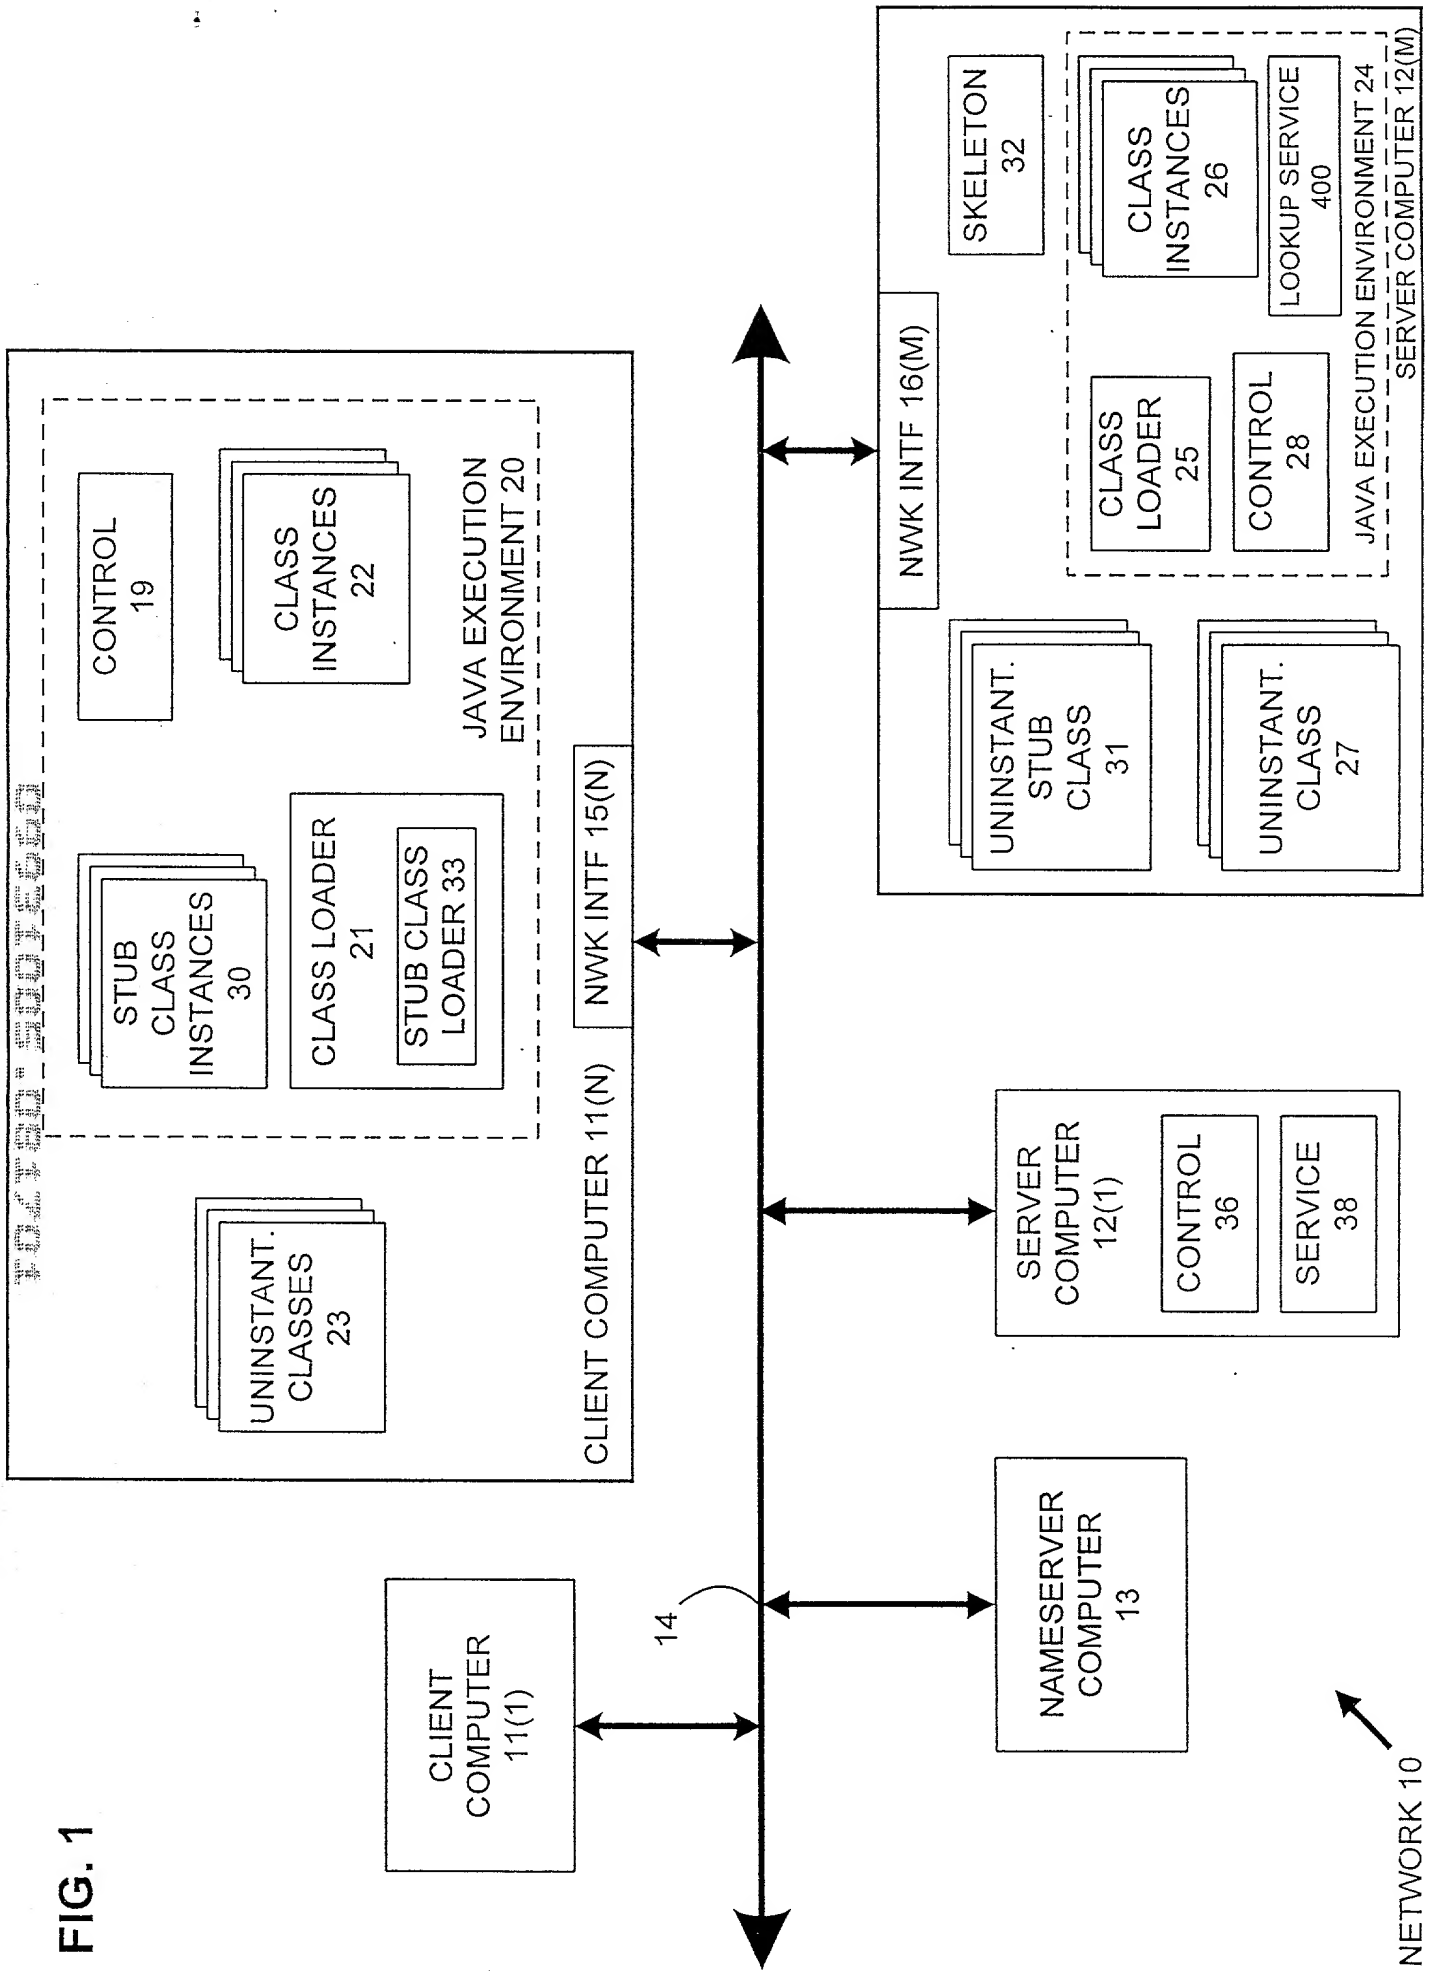 FIG. 1
CLIENT
COMPUTER
11(1)
UNINSTANT.
CLASSES
23
STUB
CLASS
INSTANCES
30
CONTROL
19
CLASS LOADER
21
STUB CLASS
LOADER 33
CLASS
INSTANCES
22
JAVA EXECUTION
ENVIRONMENT 20
CLIENT COMPUTER 11(N)
NWK INTF 15(N)
14
NAMESERVER
COMPUTER
13
SERVER
COMPUTER
12(1)
CONTROL
36
SERVICE
38
NWK INTF 16(M)
UNINSTANT.
STUB
CLASS
31
UNINSTANT.
CLASS
27
SKELETON
32
CLASS
LOADER
25
CONTROL
28
CLASS
INSTANCES
26
LOOKUP SERVICE
400
JAVA EXECUTION ENVIRONMENT 24
SERVER COMPUTER 12(M)
NETWORK 10